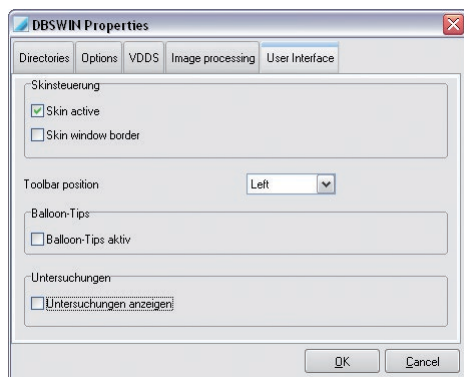 DBSWIN Properties
Directories Options VDDS Image processing User Interface
Skinsteuerung
Skin active
Skin window border
Toolbar position Left
Balloon-Tips
Balloon-Tips aktiv
Untersuchungen
Untersuchungen anzeigen
OK Cancel